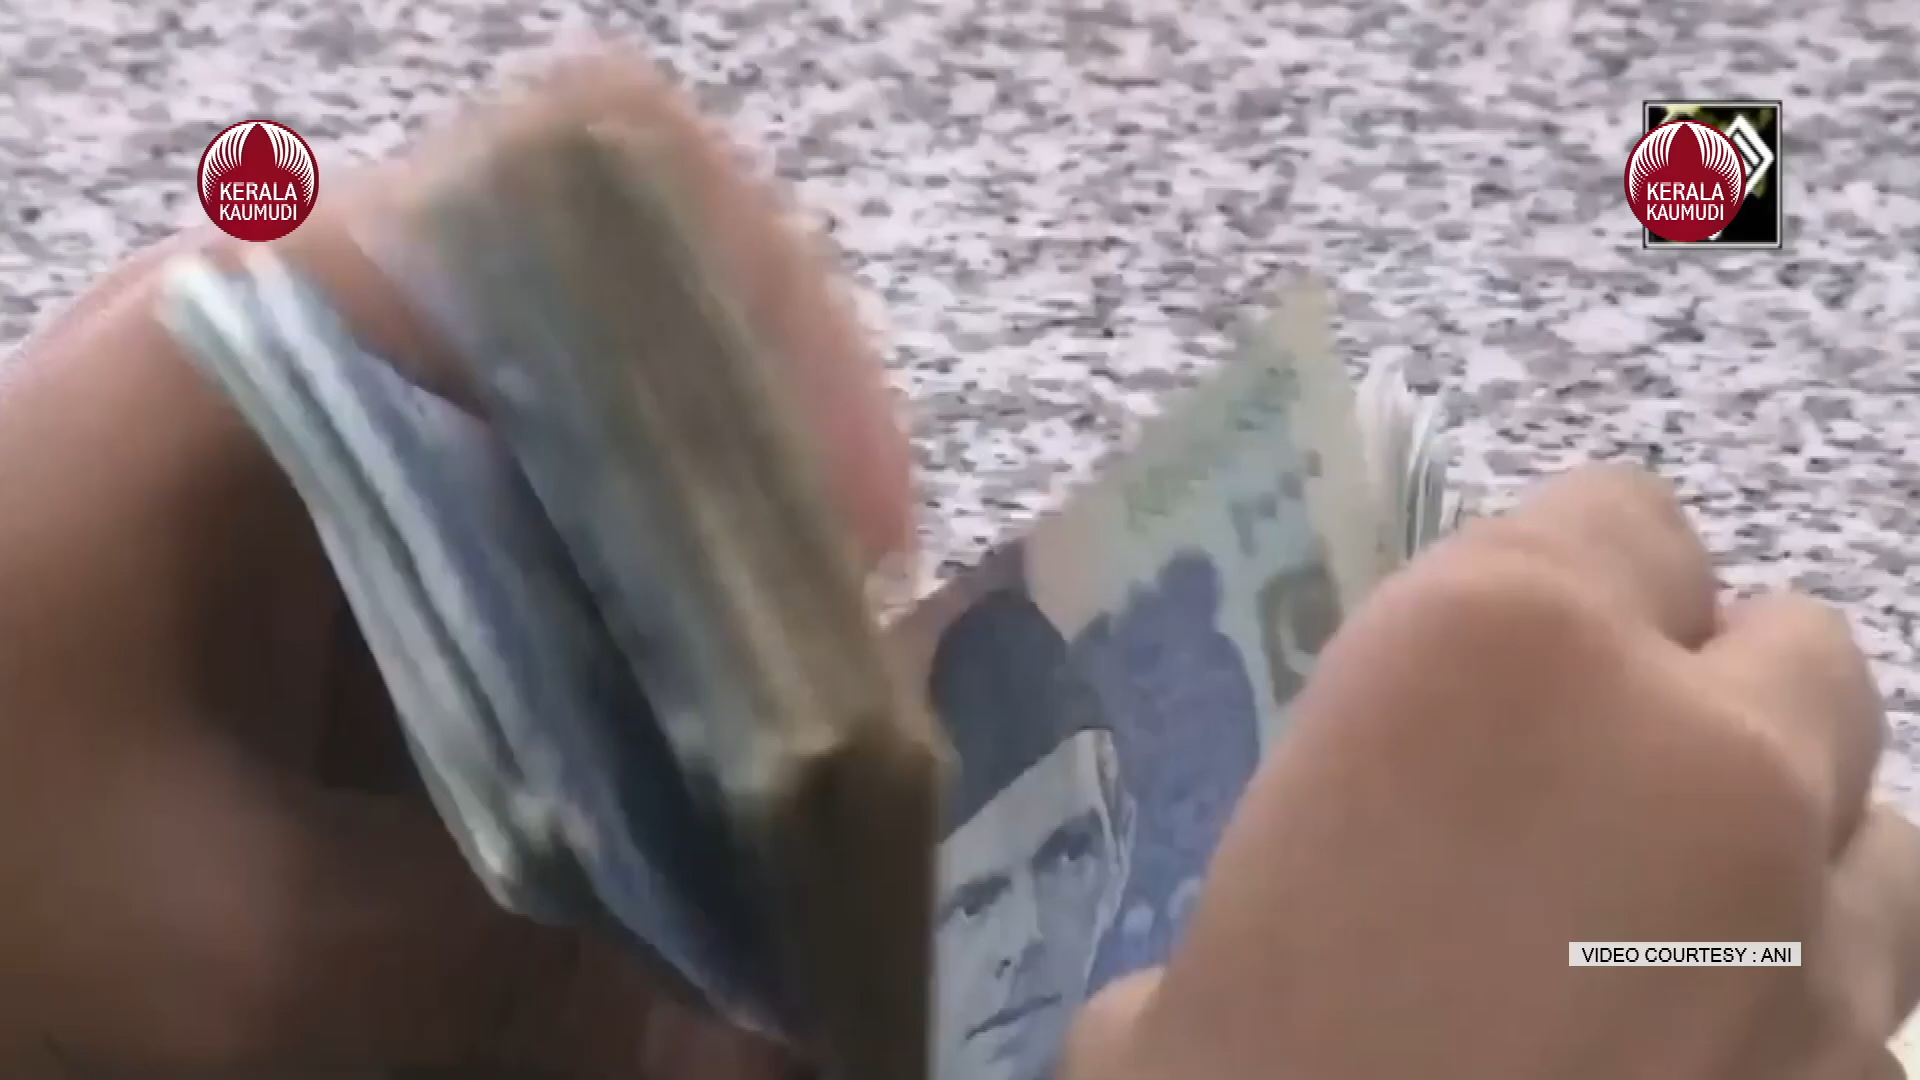 KERALA
KAUMUDI
KERALA
KAUMUDI
VIDEO COURTESY : ANI